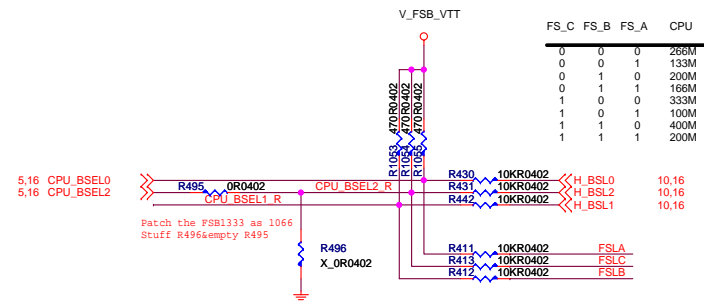 V_FSB_VTT
FS_C FS_B FS_A CPU
0 0 0 266M
0 0 1 133M
0 1 0 200M
0 1 1 166M
1 0 0 333M
1 0 1 100M
1 1 0 400M
1 1 1 200M
470R0402
470R0402
470R0402
R1053
R1054
R1055
5,16 CPU_BSEL0
R430 10KR0402 H_BSL0 10,16
5,16 CPU_BSEL2
R495 0R0402 CPU_BSEL2_R R431 10KR0402 H_BSL2 10,16
CPU_BSEL1_R R442 10KR0402 H_BSL1 10,16
Patch the FSB1333 as 1066
Stuff R496&empty R495
R496
X_0R0402
R411 10KR0402 FSLA
R413 10KR0402 FSLC
R412 10KR0402 FSLB